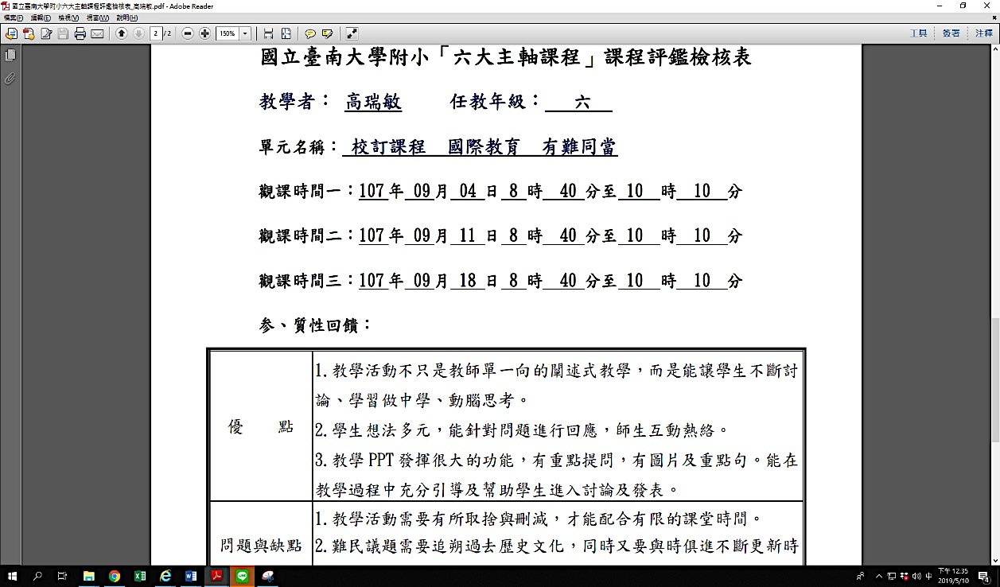 國立臺南大學附小六大主軸課程評鑑檢核表_高瑞敏.pdf - Adobe Reader
檔案(F) 編輯(E) 檢視(V) 視窗(W) 說明(H)
2 / 2 150% 工具 簽署 注釋
國立臺南大學附小「六大主軸課程」課程評鑑檢核表
教學者： 高瑞敏 任教年級： 六
單元名稱： 校訂課程 國際教育 有難同當
觀課時間一：107 年 09 月 04 日 8 時 40 分至 10 時 10 分
觀課時間二：107 年 09 月 11 日 8 時 40 分至 10 時 10 分
觀課時間三：107 年 09 月 18 日 8 時 40 分至 10 時 10 分
参、質性回饋：
優 點
1. 教學活動不只是教師單一向的闡述式教學，而是能讓學生不斷討
論、學習做中學、動腦思考。
2. 學生想法多元，能針對問題進行回應，師生互動熱絡。
3. 教學 PPT 發揮很大的功能，有重點提問，有圖片及重點句。能在
教學過程中充分引導及幫助學生進入討論及發表。
問題與缺點
1. 教學活動需要有所取捨與刪減，才能配合有限的課堂時間。
2. 難民議題需要追朔過去歷史文化，同時又要與時俱進不斷更新時
中 下午 12:35
2019/5/10
4